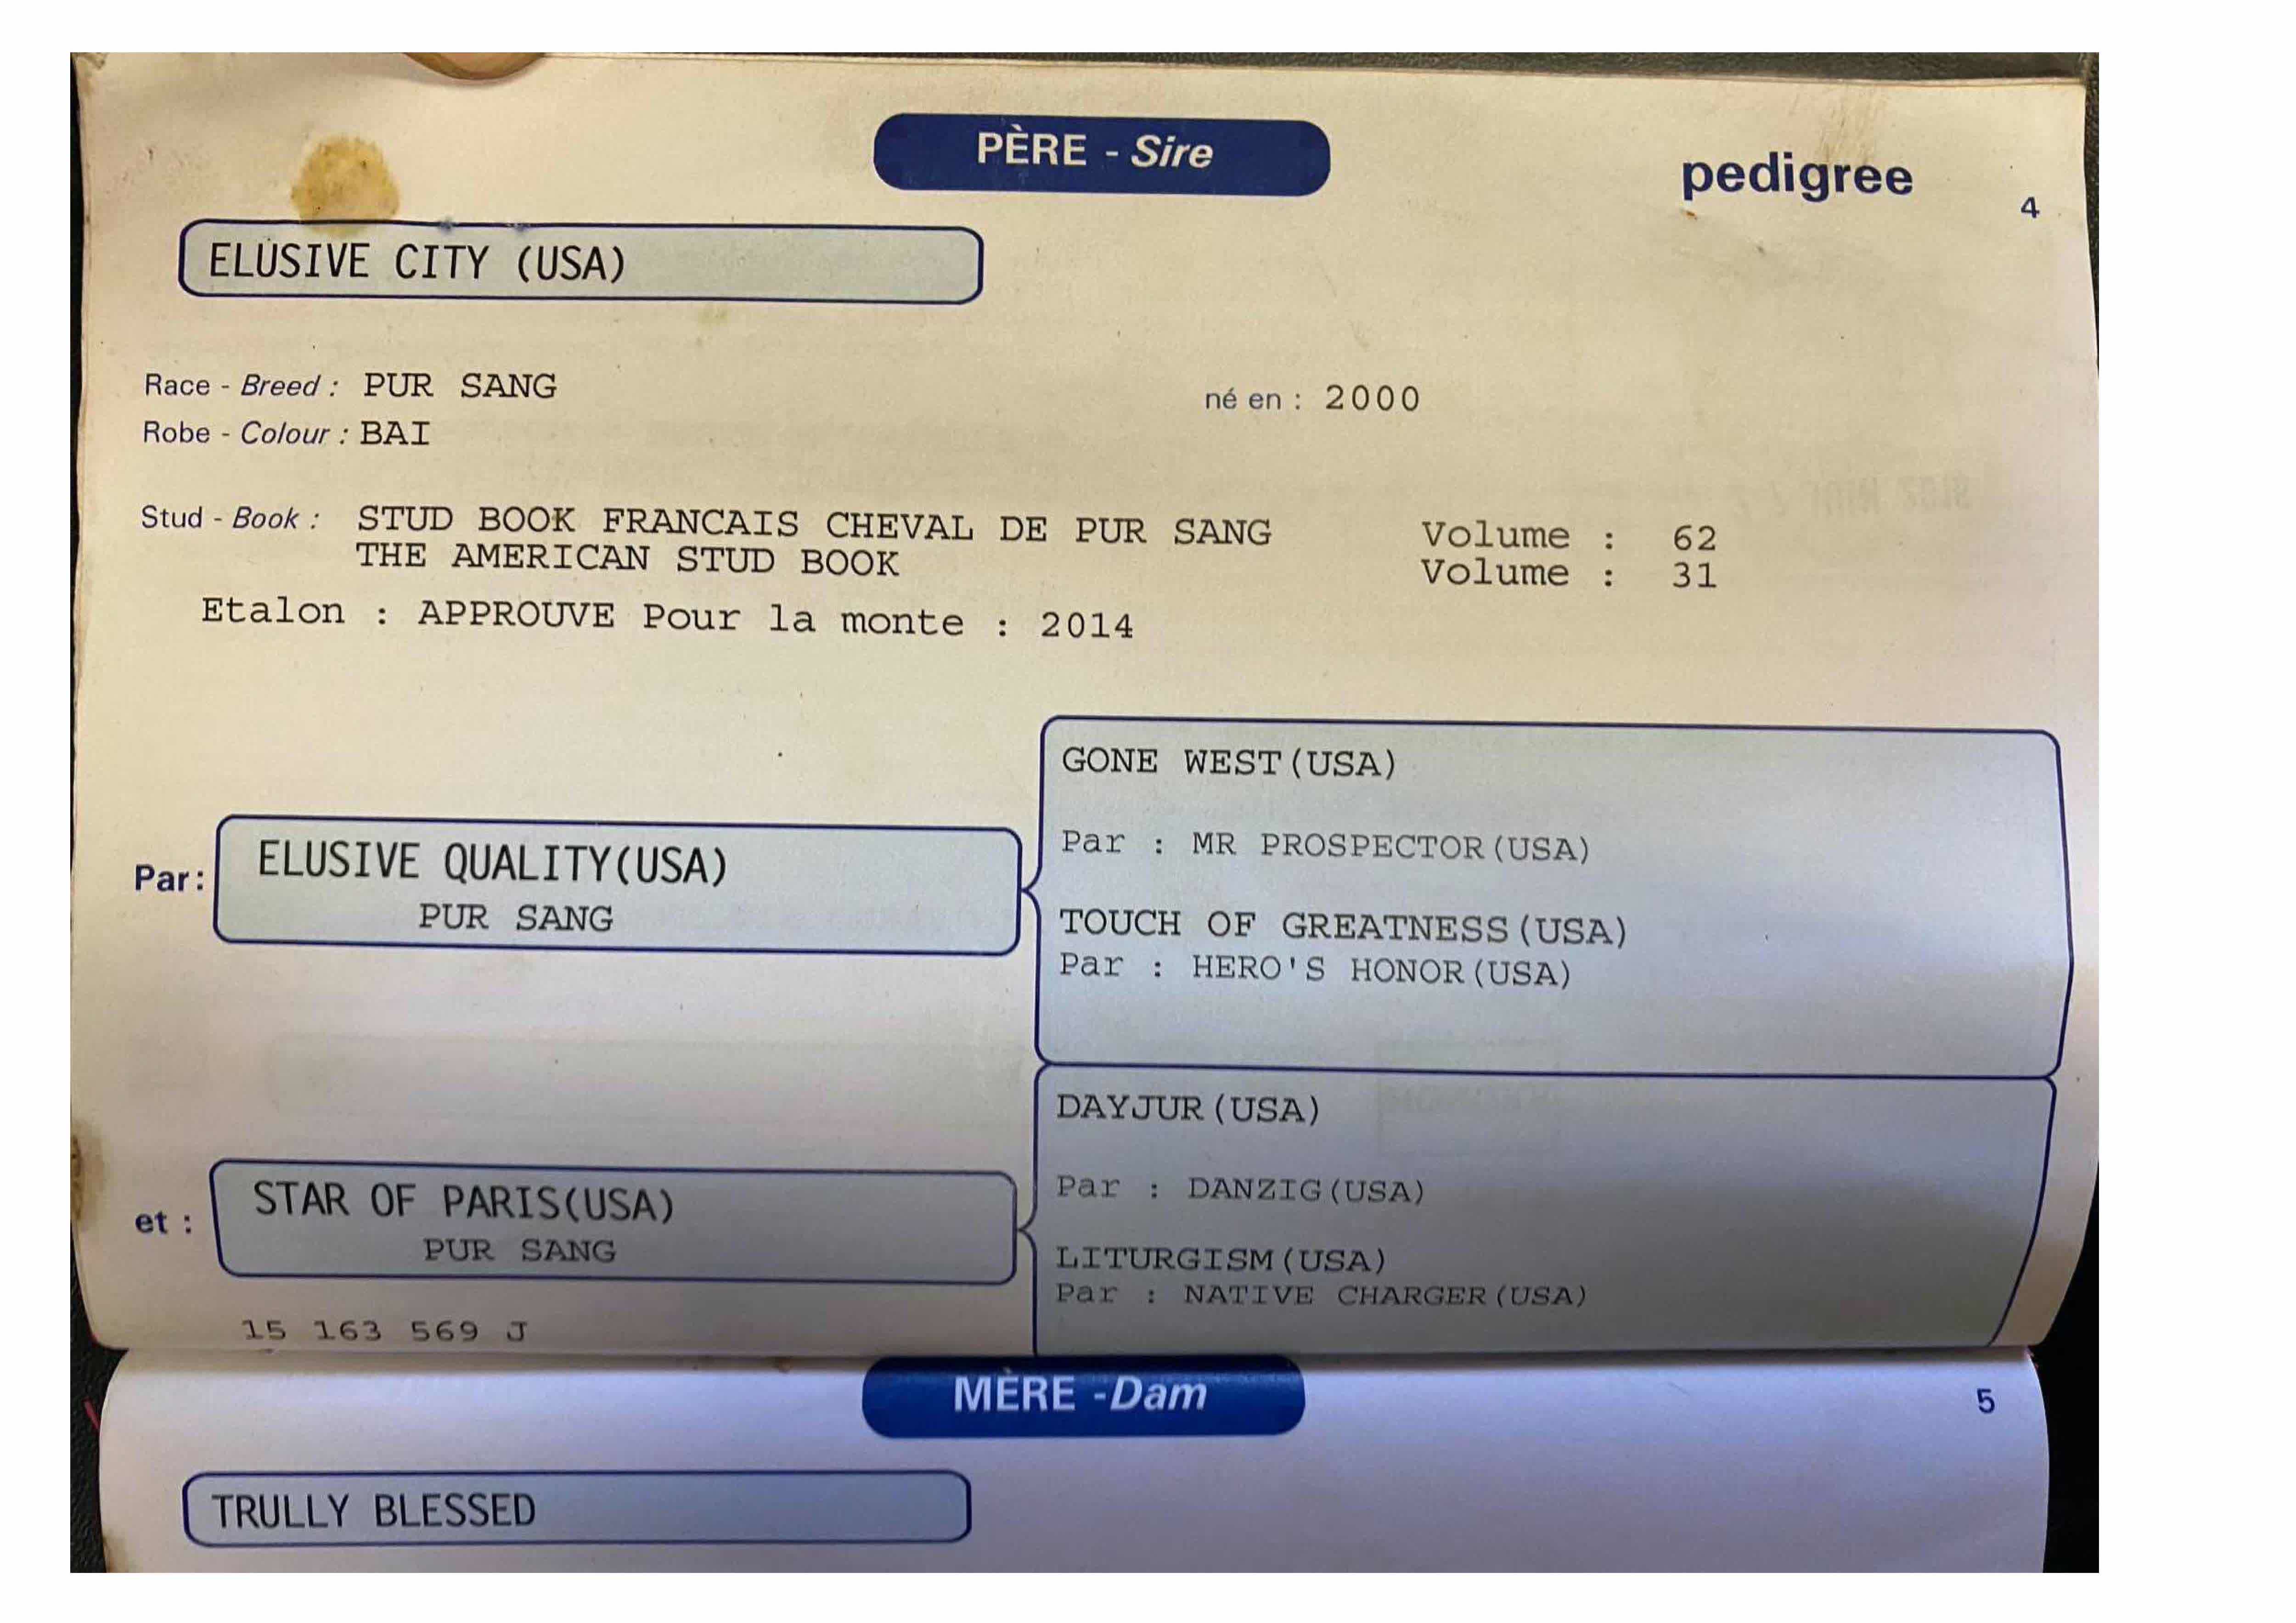 PÈRE - Sire
pedigree
4
ELUSIVE CITY (USA)
Race - Breed : PUR SANG né en : 2000
Robe - Colour : BAI
Stud - Book : STUD BOOK FRANCAIS CHEVAL DE PUR SANG Volume : 62
THE AMERICAN STUD BOOK Volume : 31
Etalon : APPROUVE Pour la monte : 2014
GONE WEST(USA)
Par : MR PROSPECTOR(USA)
Par: ELUSIVE QUALITY(USA)
PUR SANG
TOUCH OF GREATNESS(USA)
Par : HERO'S HONOR(USA)
DAYJUR(USA)
Par : DANZIG(USA)
et : STAR OF PARIS(USA)
PUR SANG
LITURGISM(USA)
Par : NATIVE CHARGER(USA)
15 163 569 J
MÈRE -Dam
5
TRULLY BLESSED